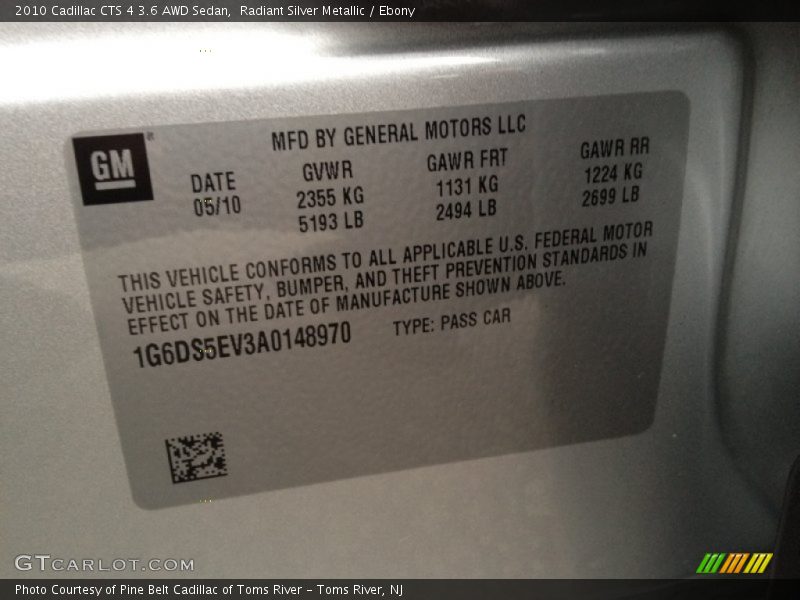 2010 Cadillac CTS 4 3.6 AWD Sedan, Radiant Silver Metallic / Ebony
GM
MFD BY GENERAL MOTORS LLC
DATE GVWR GAWR FRT GAWR RR
05/10 2355 KG 1131 KG 1224 KG
5193 LB 2494 LB 2699 LB
THIS VEHICLE CONFORMS TO ALL APPLICABLE U.S. FEDERAL MOTOR
VEHICLE SAFETY, BUMPER, AND THEFT PREVENTION STANDARDS IN
EFFECT ON THE DATE OF MANUFACTURE SHOWN ABOVE.
1G6DS5EV3A0148970 TYPE: PASS CAR
GTCARLOT.COM
Photo Courtesy of Pine Belt Cadillac of Toms River – Toms River, NJ